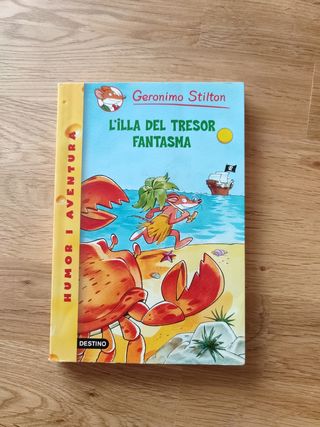 Geronimo Stilton
L'ILLA DEL TRESOR
FANTASMA
HUMOR I AVENTURA
DESTINO